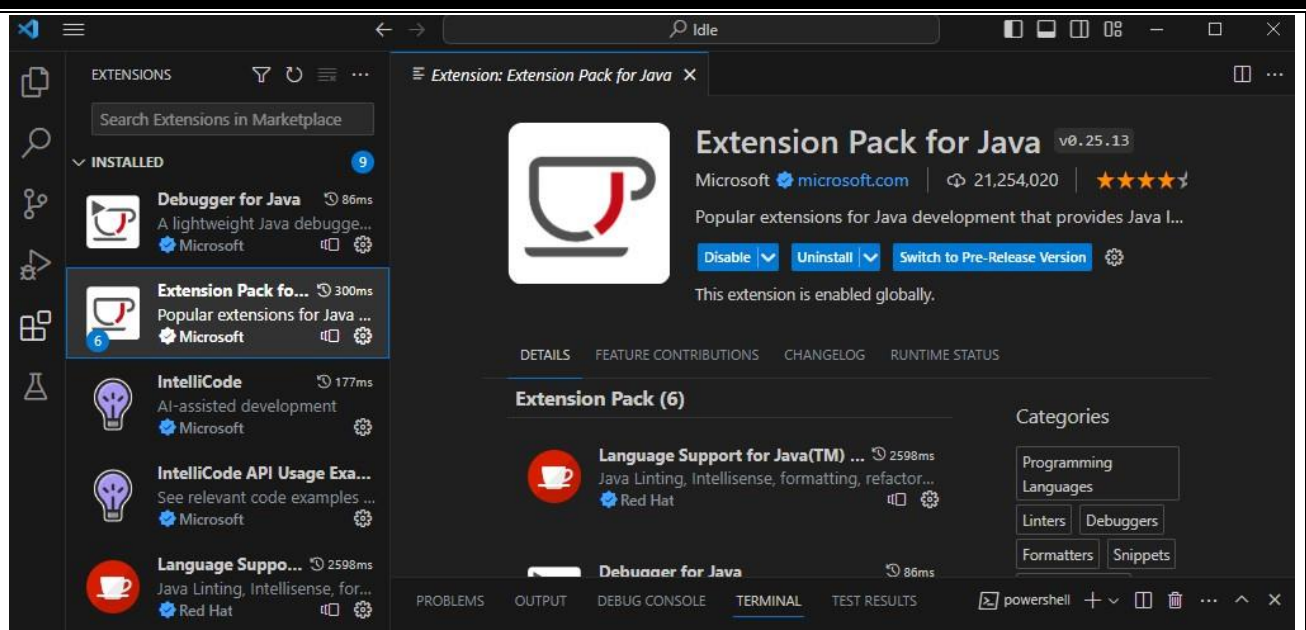 Idle
EXTENSIONS
Search Extensions in Marketplace
INSTALLED 9
Debugger for Java 86ms
A lightweight Java debugge...
Microsoft
Extension Pack fo... 300ms
Popular extensions for Java ...
6 Microsoft
IntelliCode 177ms
AI-assisted development
Microsoft
IntelliCode API Usage Exa...
See relevant code examples ...
Microsoft
Language Suppo... 2598ms
Java Linting, Intellisense, for...
Red Hat
Extension: Extension Pack for Java
Extension Pack for Java v0.25.13
Microsoft microsoft.com 21,254,020
Popular extensions for Java development that provides Java I...
Disable Uninstall Switch to Pre-Release Version
This extension is enabled globally.
DETAILS FEATURE CONTRIBUTIONS CHANGELOG RUNTIME STATUS
Extension Pack (6)
Language Support for Java(TM) ... 2598ms
Java Linting, Intellisense, formatting, refactor...
Red Hat
Debugger for Java 86ms
Categories
Programming
Languages
Linters Debuggers
Formatters Snippets
PROBLEMS OUTPUT DEBUG CONSOLE TERMINAL TEST RESULTS powershell